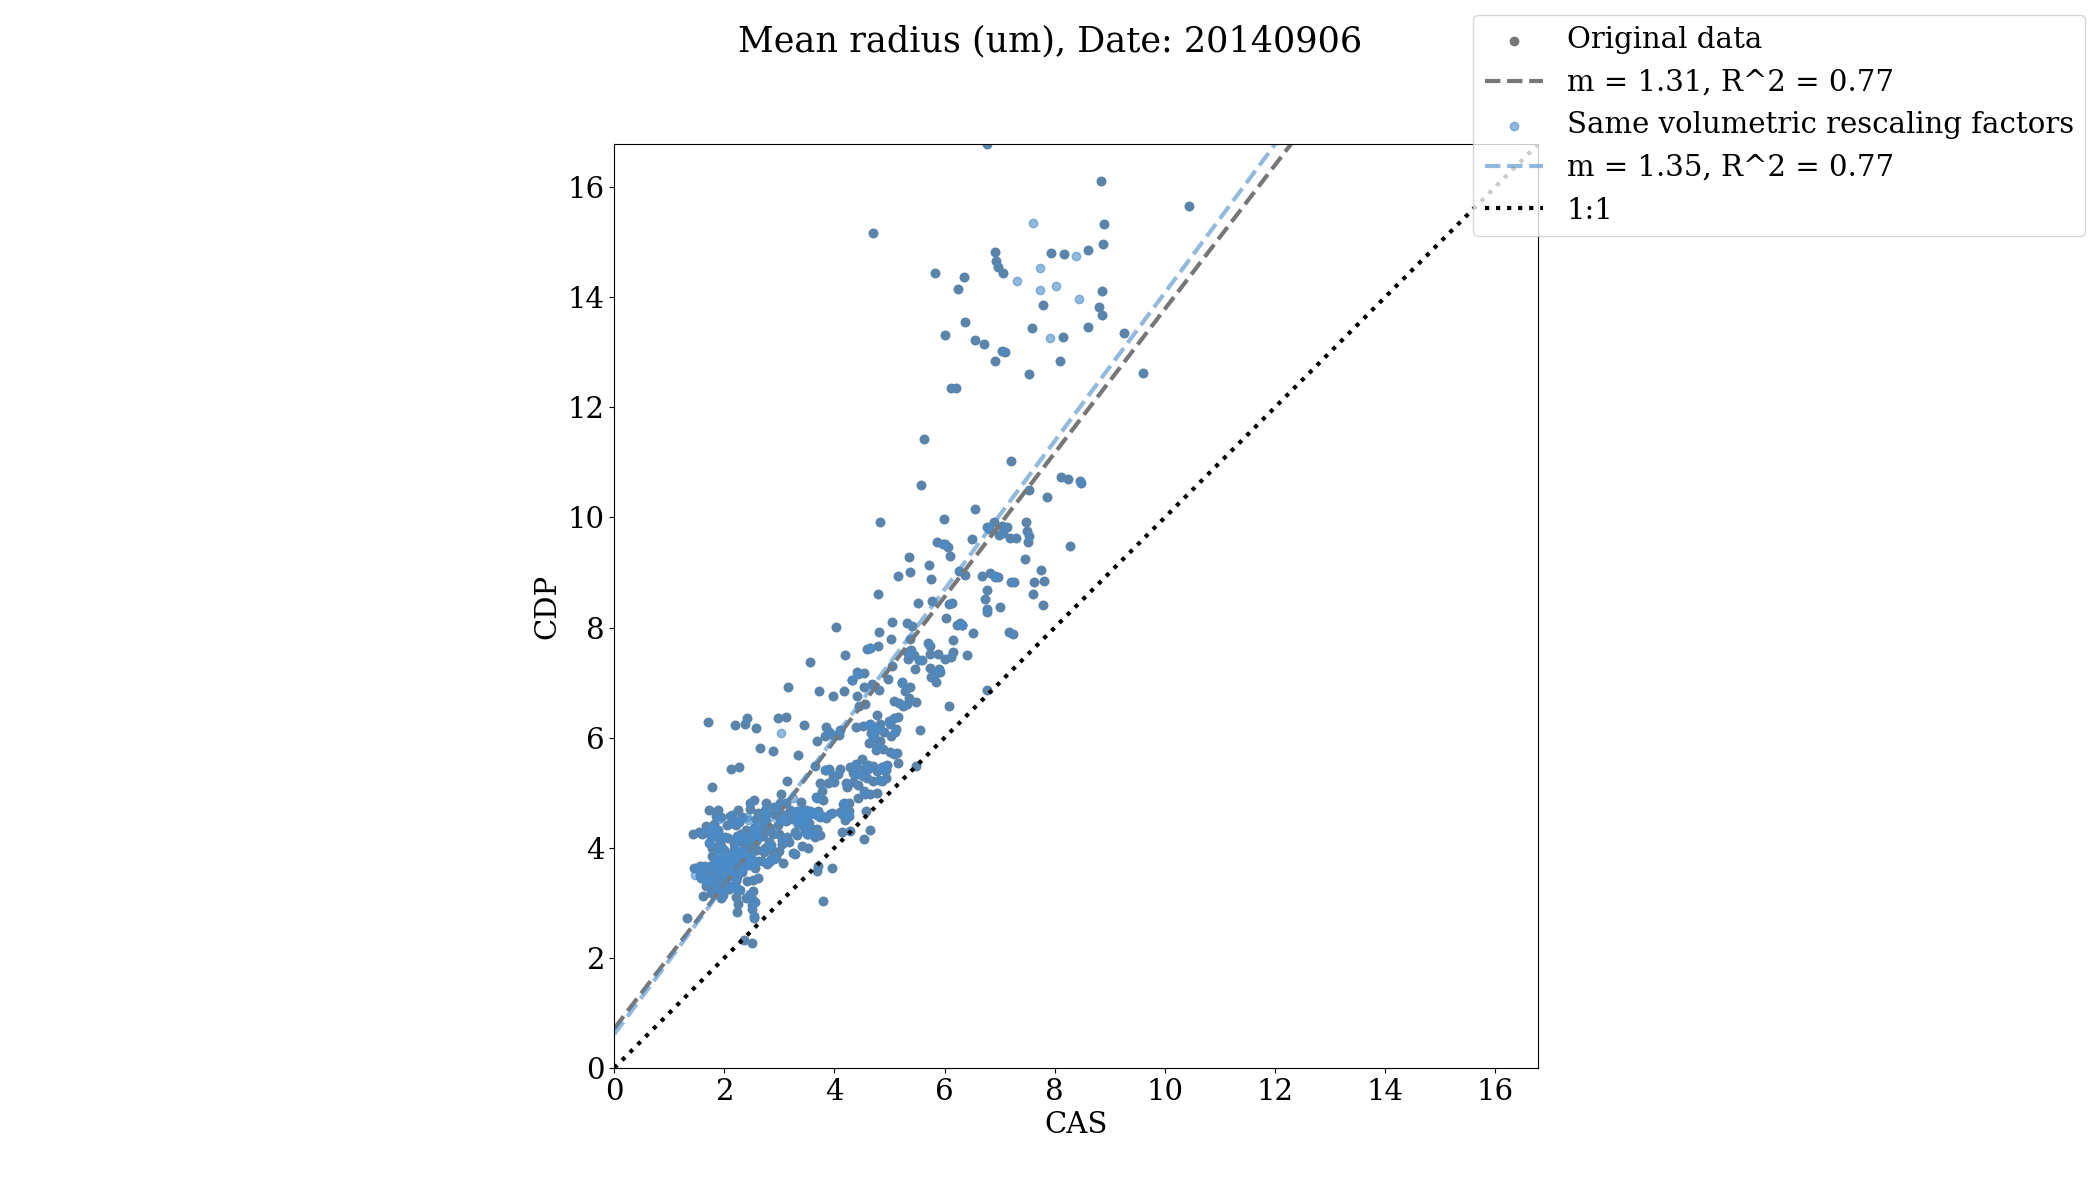 Mean radius (um), Date: 20140906
Original data
m = 1.31, R^2 = 0.77
Same volumetric rescaling factors
m = 1.35, R^2 = 0.77
1:1
16
14
12
10
8
6
4
2
0
CDP
0 2 4 6 8 10 12 14 16
CAS